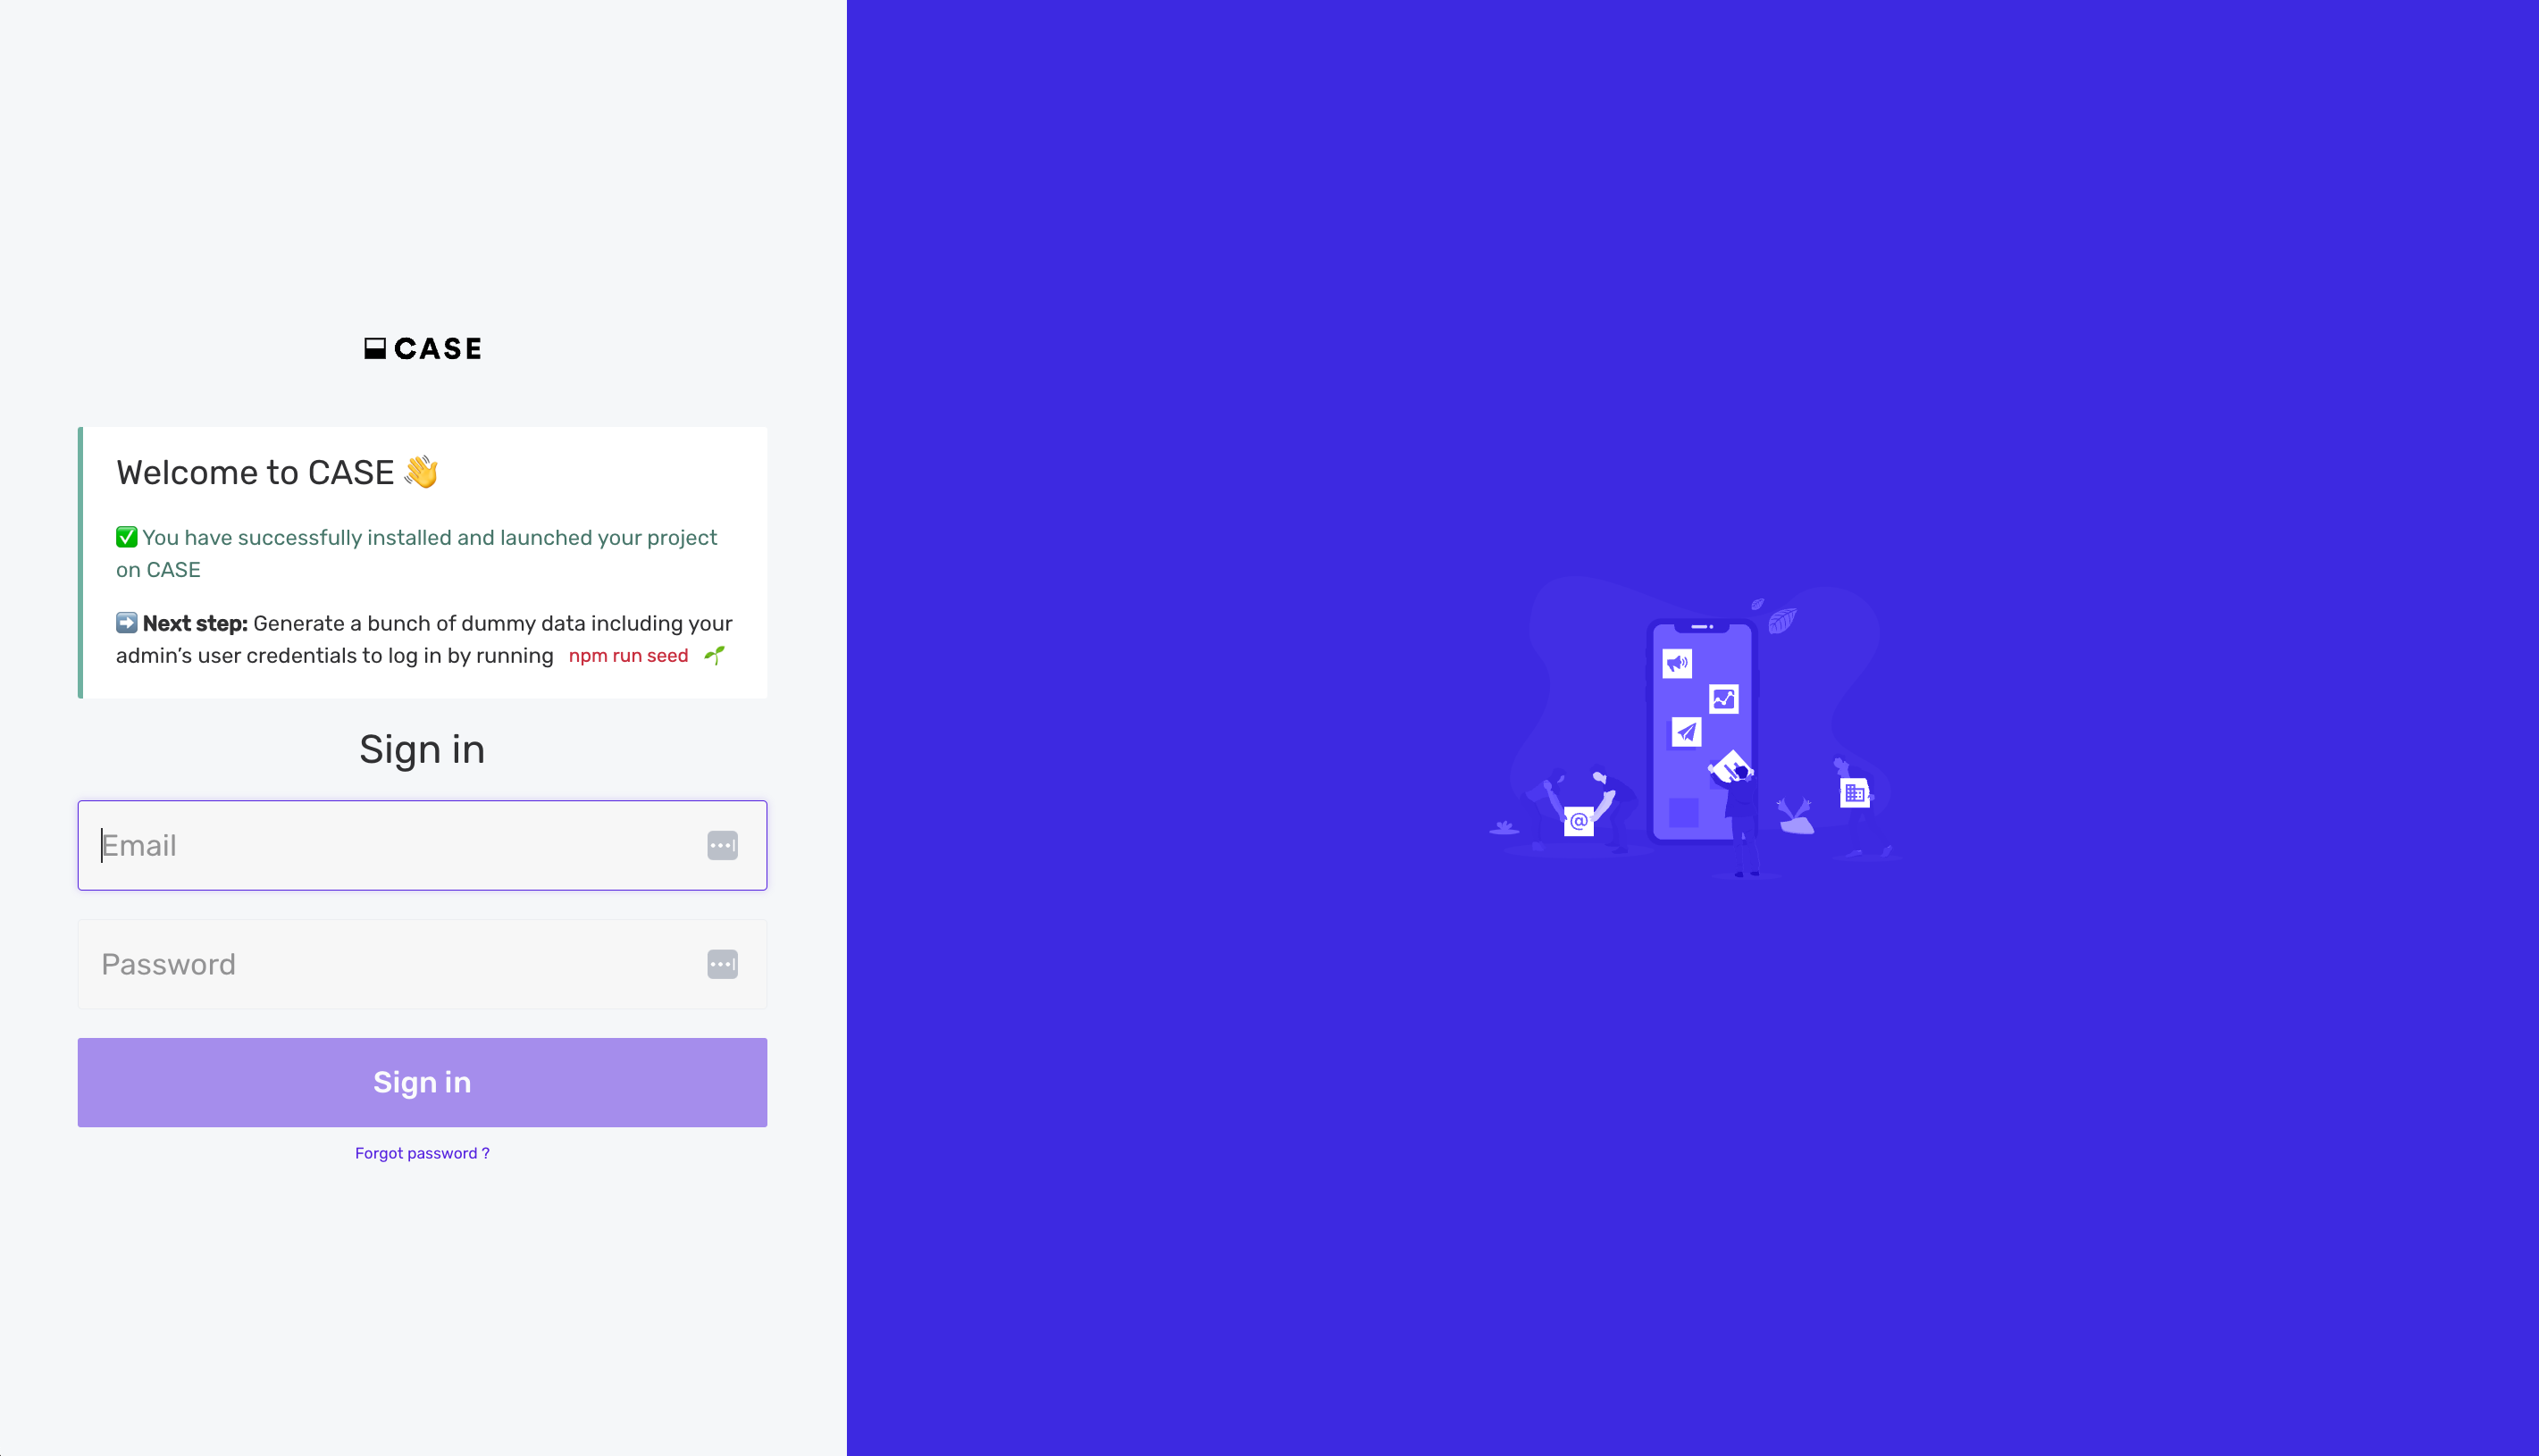 CASE
Welcome to CASE 👋
✅ You have successfully installed and launched your project
on CASE
➡️ Next step: Generate a bunch of dummy data including your
admin’s user credentials to log in by running npm run seed 🌱
Sign in
Email
Password
Sign in
Forgot password ?
@